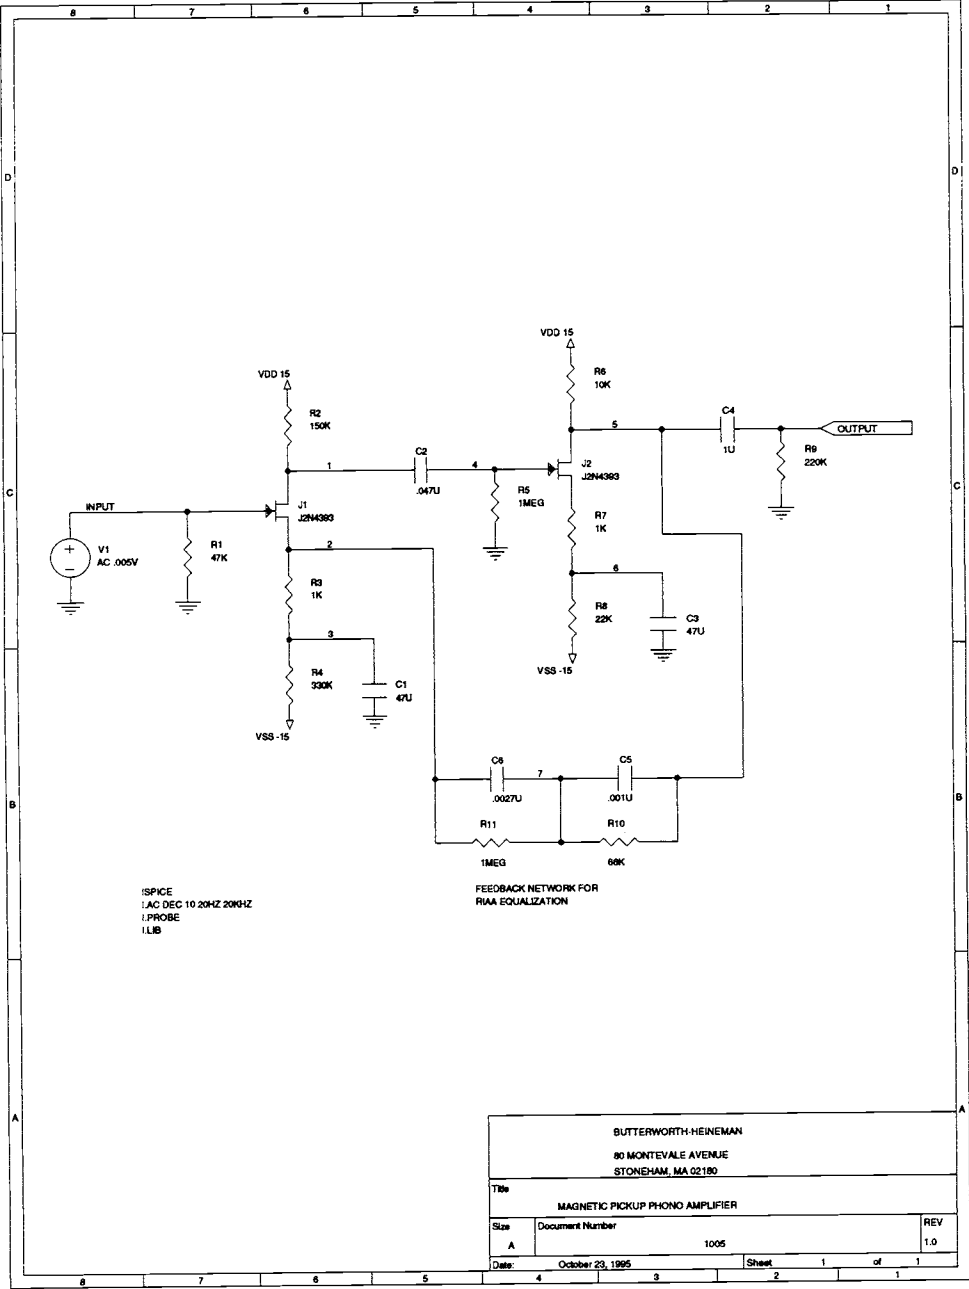 8 7 6 5 4 3 2 1
D D
VDD 15
R6
10K
VDD 15
R2
150K
C4
1U
OUTPUT
5
R9
220K
C2
.047U
1 4
J2
J2N4393
R5
1MEG
C C
INPUT
J1
J2N4393
R7
1K
V1
AC .005V
R1
47K
2
6
R3
1K
R8
22K
C3
47U
3
VSS -15
R4
330K
C1
47U
VSS -15
C6
.0027U
7
C5
.001U
B B
R11
1MEG
R10
68K
FEEDBACK NETWORK FOR
RIAA EQUALIZATION
!SPICE
!.AC DEC 10 20HZ 20KHZ
!.PROBE
!.LIB
A A
BUTTERWORTH-HEINEMAN
80 MONTEVALE AVENUE
STONEHAM, MA 02180
Title
MAGNETIC PICKUP PHONO AMPLIFIER
Size Document Number REV
A 1005 1.0
Date: October 23, 1995 Sheet 1 of 1
8 7 6 5 4 3 2 1